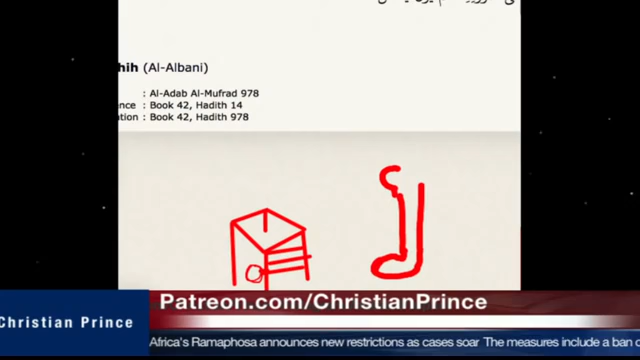 hih (Al-Albani)
: Al-Adab Al-Mufrad 978
ence : Book 42, Hadith 14
ation : Book 42, Hadith 978
Patreon.com/ChristianPrince
Christian Prince
Africa's Ramaphosa announces new restrictions as cases soar The measures include a ban o